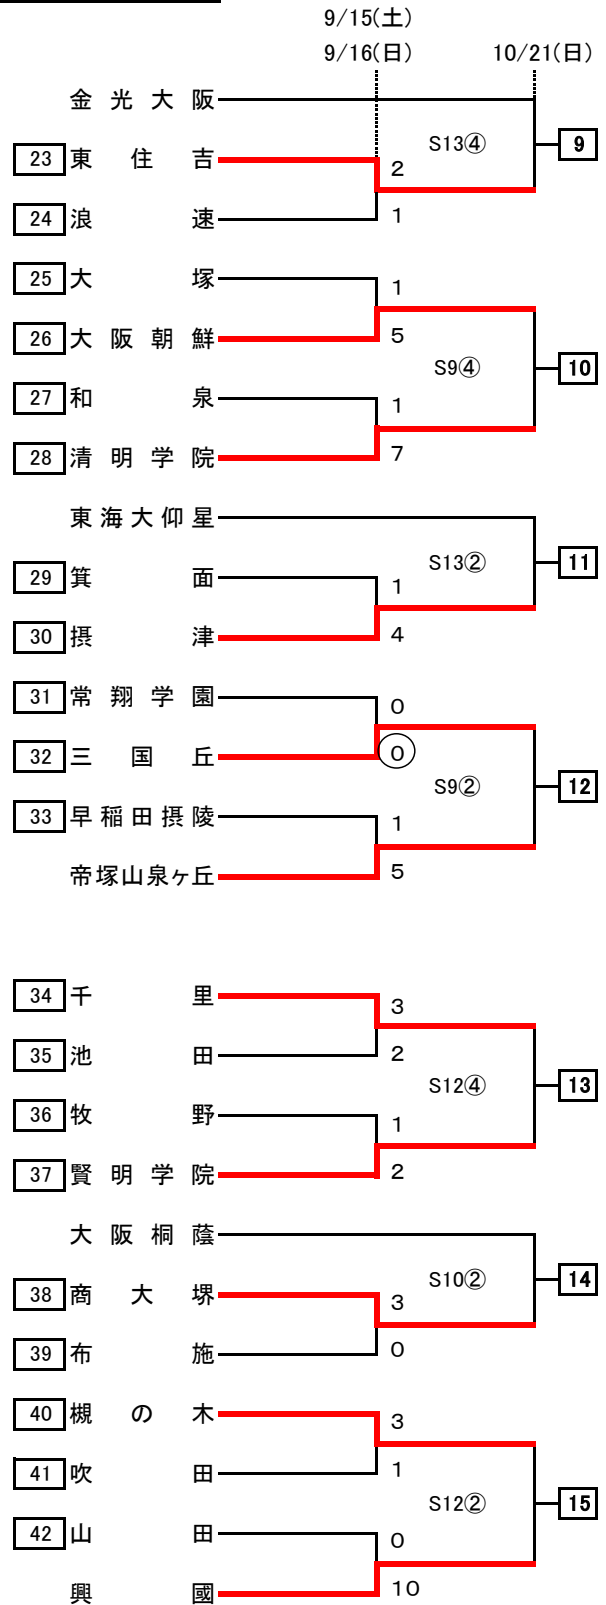 9/15(土)
9/16(日) 10/21(日)
金光大阪
S13④ 9
23 東住吉
2
24 浪速 1
25 大塚 1
26 大阪朝鮮 5
S9④ 10
27 和泉 1
28 清明学院 7
東海大仰星
S13② 11
29 箕面 1
30 摂津 4
31 常翔学園 0
32 三国丘 0
S9② 12
33 早稲田摂陵 1
帝塚山泉ヶ丘 5
34 千里 3
35 池田 2
S12④ 13
36 牧野 1
37 賢明学院 2
大阪桐蔭
S10② 14
38 商大堺 3
39 布施 0
40 槻の木 3
41 吹田 1
S12② 15
42 山田 0
興國 10